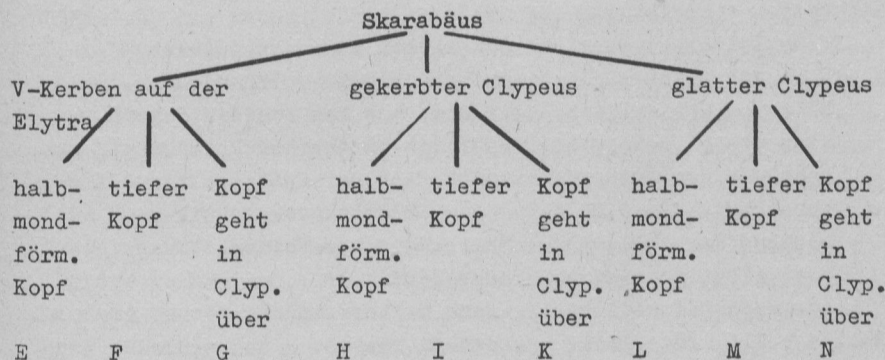 Skarabäus
V-Kerben auf der gekerbter Clypeus glatter Clypeus
Elytra
halb- tiefer Kopf halb- tiefer Kopf halb- tiefer Kopf
mond- Kopf geht mond- Kopf geht mond- Kopf geht
förm. in förm. in förm. in
Kopf Clyp. Kopf Clyp. Kopf Clyp.
über über über
E F G H I K L M N